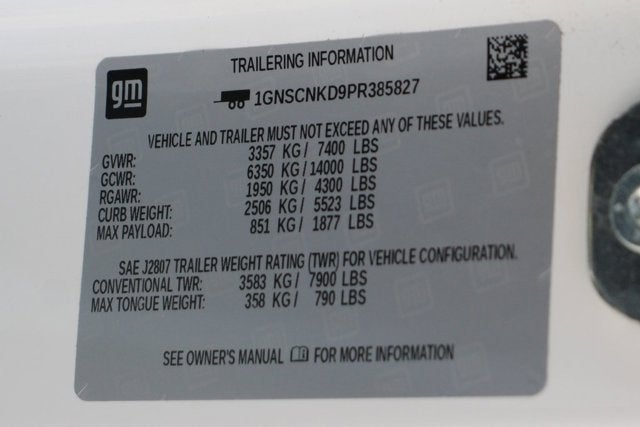 gm
TRAILERING INFORMATION
1GNSCNKD9PR385827
VEHICLE AND TRAILER MUST NOT EXCEED ANY OF THESE VALUES.
GVWR: 3357 KG / 7400 LBS
GCWR: 6350 KG / 14000 LBS
RGAWR: 1950 KG / 4300 LBS
CURB WEIGHT: 2506 KG / 5523 LBS
MAX PAYLOAD: 851 KG / 1877 LBS
SAE J2807 TRAILER WEIGHT RATING (TWR) FOR VEHICLE CONFIGURATION.
CONVENTIONAL TWR: 3583 KG / 7900 LBS
MAX TONGUE WEIGHT: 358 KG / 790 LBS
SEE OWNER'S MANUAL FOR MORE INFORMATION